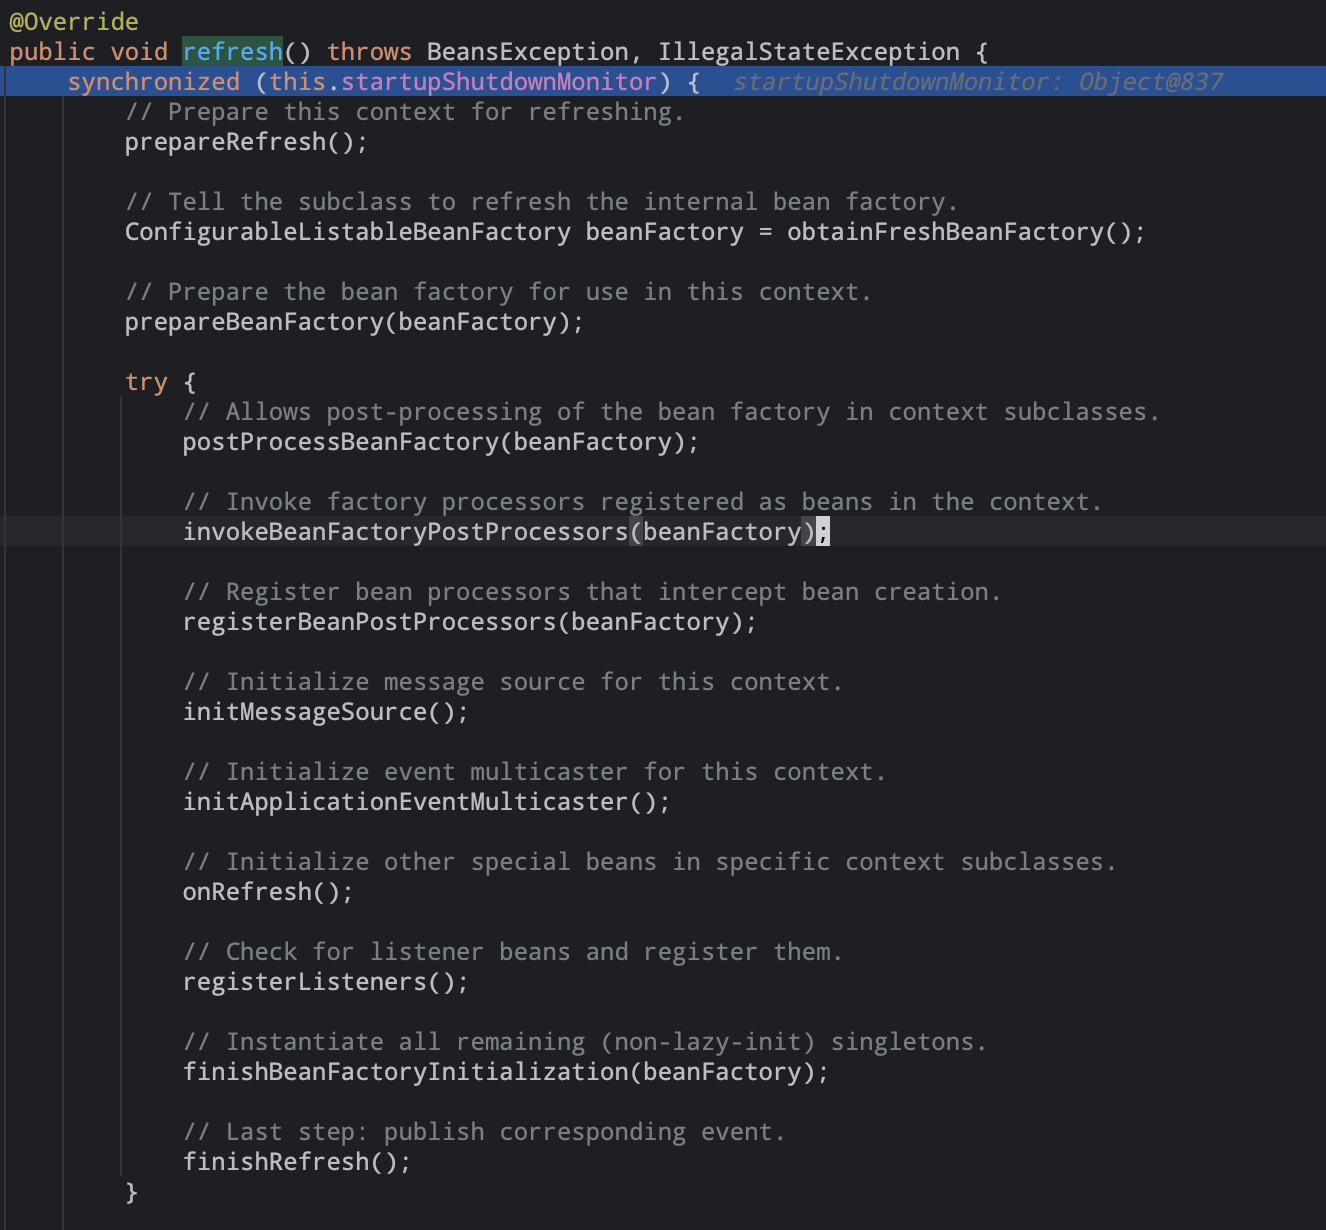 @Override
public void refresh() throws BeansException, IllegalStateException {
synchronized (this.startupShutdownMonitor) { startupShutdownMonitor: Object@837
// Prepare this context for refreshing.
prepareRefresh();
// Tell the subclass to refresh the internal bean factory.
ConfigurableListableBeanFactory beanFactory = obtainFreshBeanFactory();
// Prepare the bean factory for use in this context.
prepareBeanFactory(beanFactory);
try {
// Allows post-processing of the bean factory in context subclasses.
postProcessBeanFactory(beanFactory);
// Invoke factory processors registered as beans in the context.
invokeBeanFactoryPostProcessors(beanFactory);
// Register bean processors that intercept bean creation.
registerBeanPostProcessors(beanFactory);
// Initialize message source for this context.
initMessageSource();
// Initialize event multicaster for this context.
initApplicationEventMulticaster();
// Initialize other special beans in specific context subclasses.
onRefresh();
// Check for listener beans and register them.
registerListeners();
// Instantiate all remaining (non-lazy-init) singletons.
finishBeanFactoryInitialization(beanFactory);
// Last step: publish corresponding event.
finishRefresh();
}